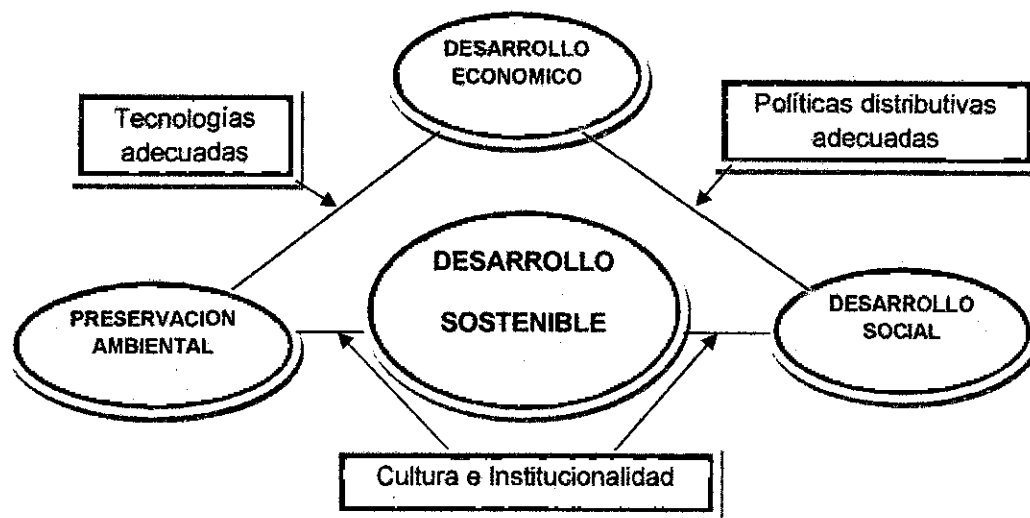 DESARROLLO
ECONOMICO
Tecnologías
adecuadas
Políticas distributivas
adecuadas
DESARROLLO
SOSTENIBLE
PRESERVACION
AMBIENTAL
DESARROLLO
SOCIAL
Cultura e Institucionalidad